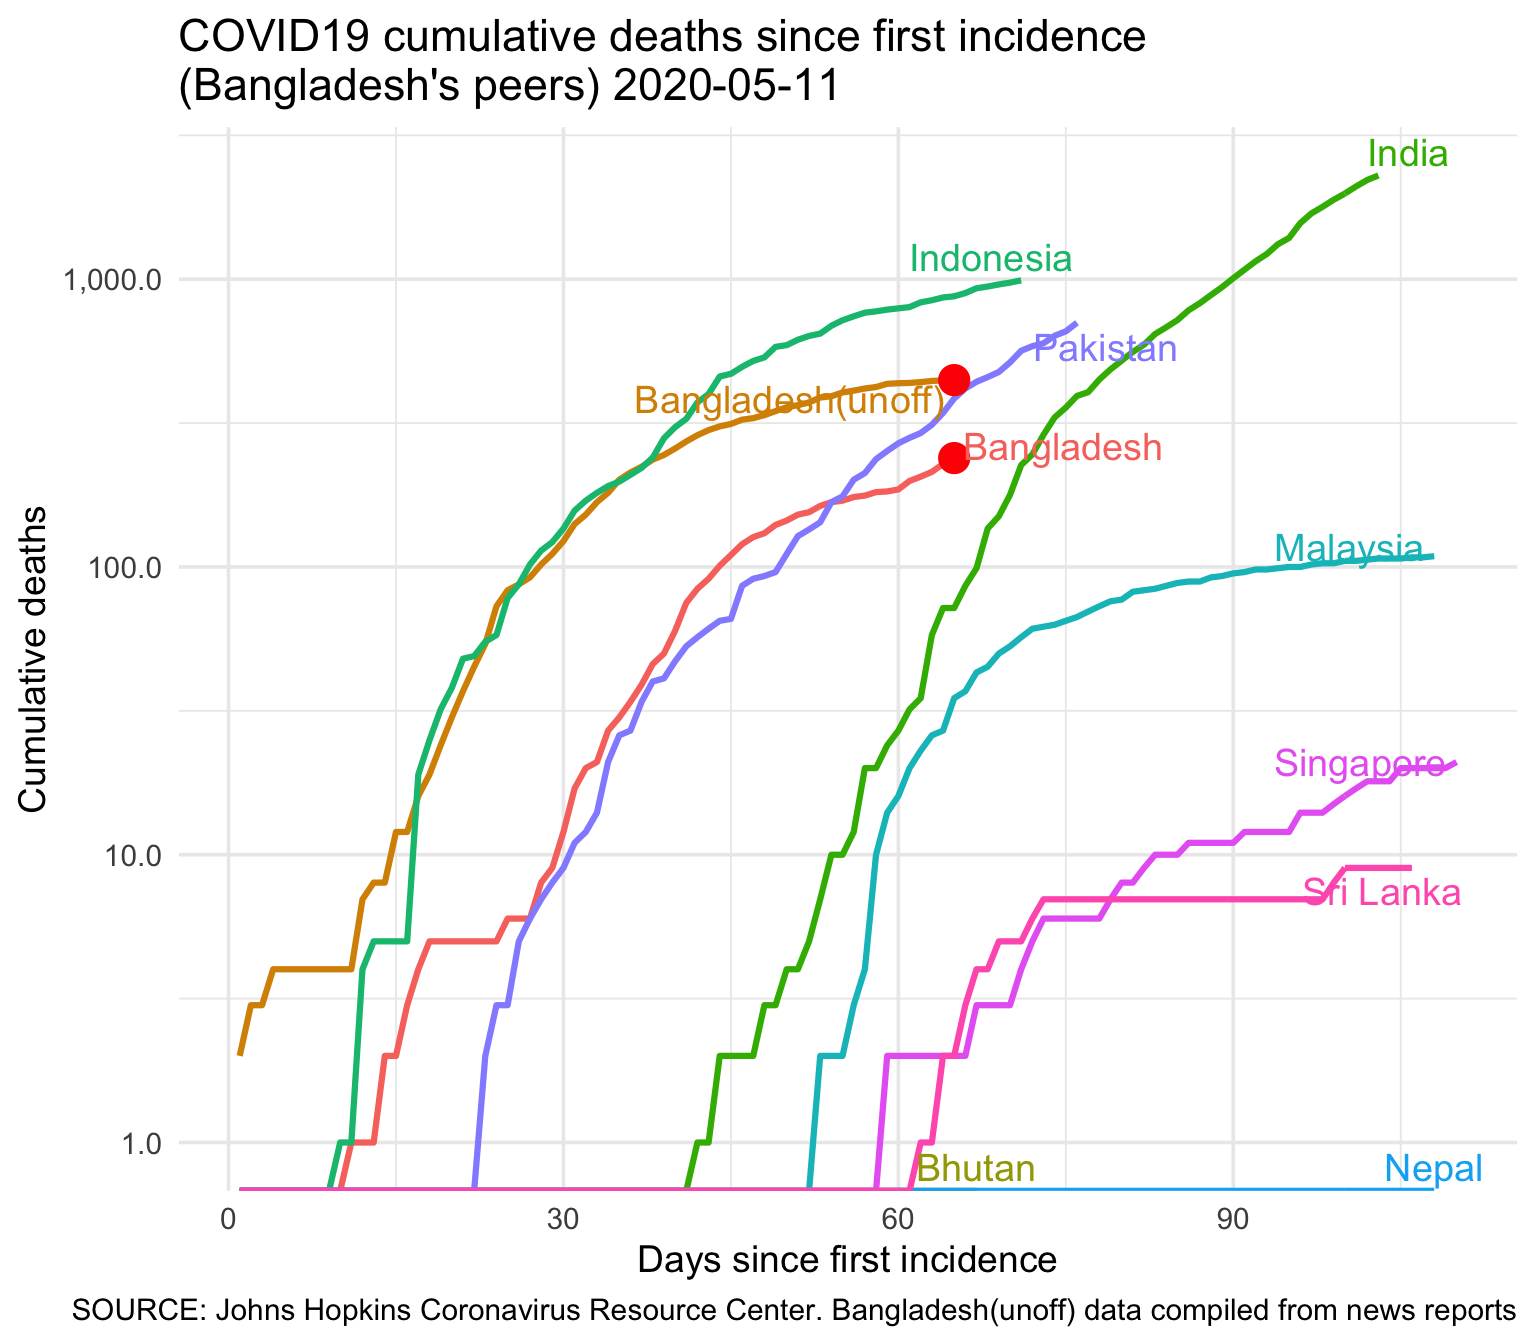 COVID19 cumulative deaths since first incidence
(Bangladesh's peers) 2020-05-11
India
Indonesia
1,000.0
Pakistan
Bangladesh(unoff)
Bangladesh
Malaysia
100.0
Cumulative deaths
Singapore
10.0
Sri Lanka
1.0
Bhutan
Nepal
0 30 60 90
Days since first incidence
SOURCE: Johns Hopkins Coronavirus Resource Center. Bangladesh(unoff) data compiled from news reports